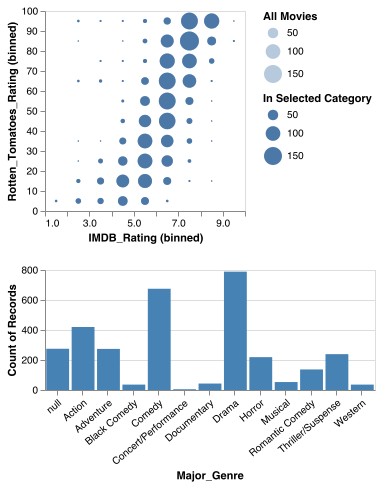 100
90
80
70
60
50
40
30
20
10
0
Rotten_Tomatoes_Rating (binned)
1.0 3.0 5.0 7.0 9.0
IMDB_Rating (binned)
All Movies
50
100
150
In Selected Category
50
100
150
800
600
400
200
0
Count of Records
null Action Adventure Black Comedy Comedy Concert/Performance Documentary Drama Horror Musical Romantic Comedy Thriller/Suspense Western
Major_Genre